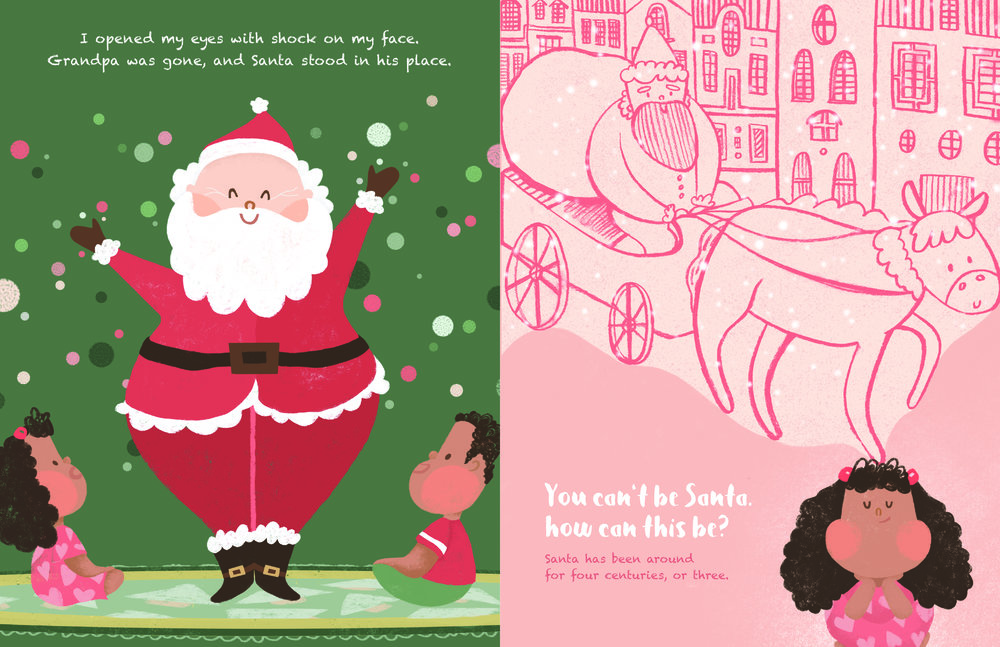 I opened my eyes with shock on my face.
Grandpa was gone, and Santa stood in his place.
You can't be Santa.
how can this be?
Santa has been around
for four centuries, or three.